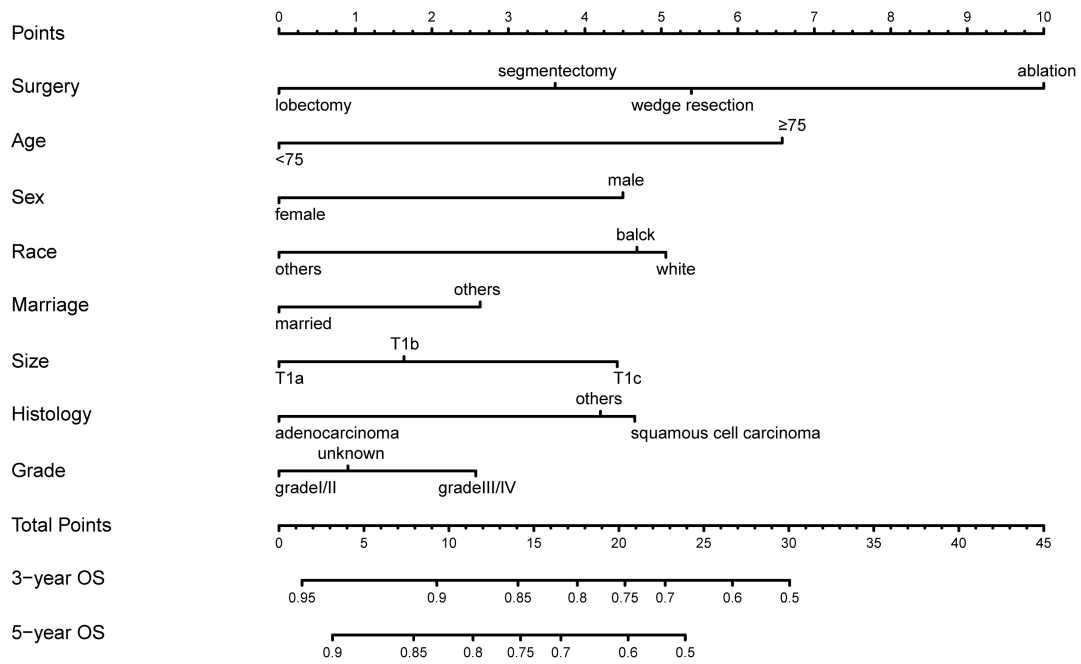 Points
0 1 2 3 4 5 6 7 8 9 10
Surgery
segmentectomy ablation
lobectomy wedge resection
Age
≥75
<75
Sex
male
female
Race
balck
others white
Marriage
others
married
Size
T1b
T1a T1c
Histology
others
adenocarcinoma squamous cell carcinoma
Grade
unknown
gradeI/II gradeIII/IV
Total Points
0 5 10 15 20 25 30 35 40 45
3−year OS
0.95 0.9 0.85 0.8 0.75 0.7 0.6 0.5
5−year OS
0.9 0.85 0.8 0.75 0.7 0.6 0.5